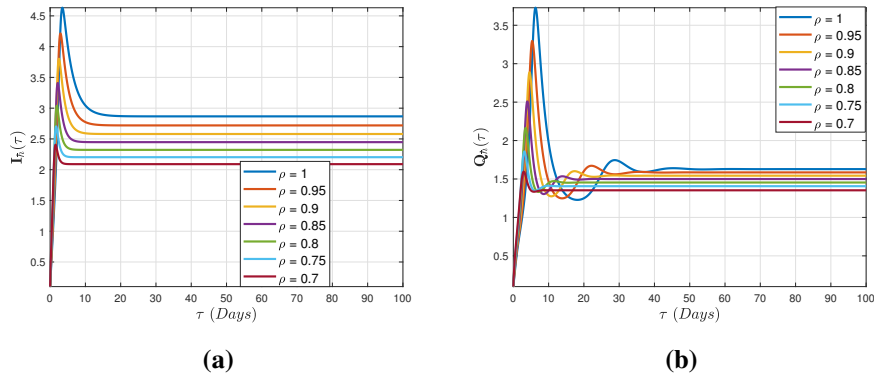 4.5
4
3.5
3
2.5
2
1.5
1
0.5
0 10 20 30 40 50 60 70 80 90 100
I_ℏ(τ)
τ (Days)
ρ = 1
ρ = 0.95
ρ = 0.9
ρ = 0.85
ρ = 0.8
ρ = 0.75
ρ = 0.7
(a)
3.5
3
2.5
2
1.5
1
0.5
0 10 20 30 40 50 60 70 80 90 100
Q_ℏ(τ)
τ (Days)
ρ = 1
ρ = 0.95
ρ = 0.9
ρ = 0.85
ρ = 0.8
ρ = 0.75
ρ = 0.7
(b)